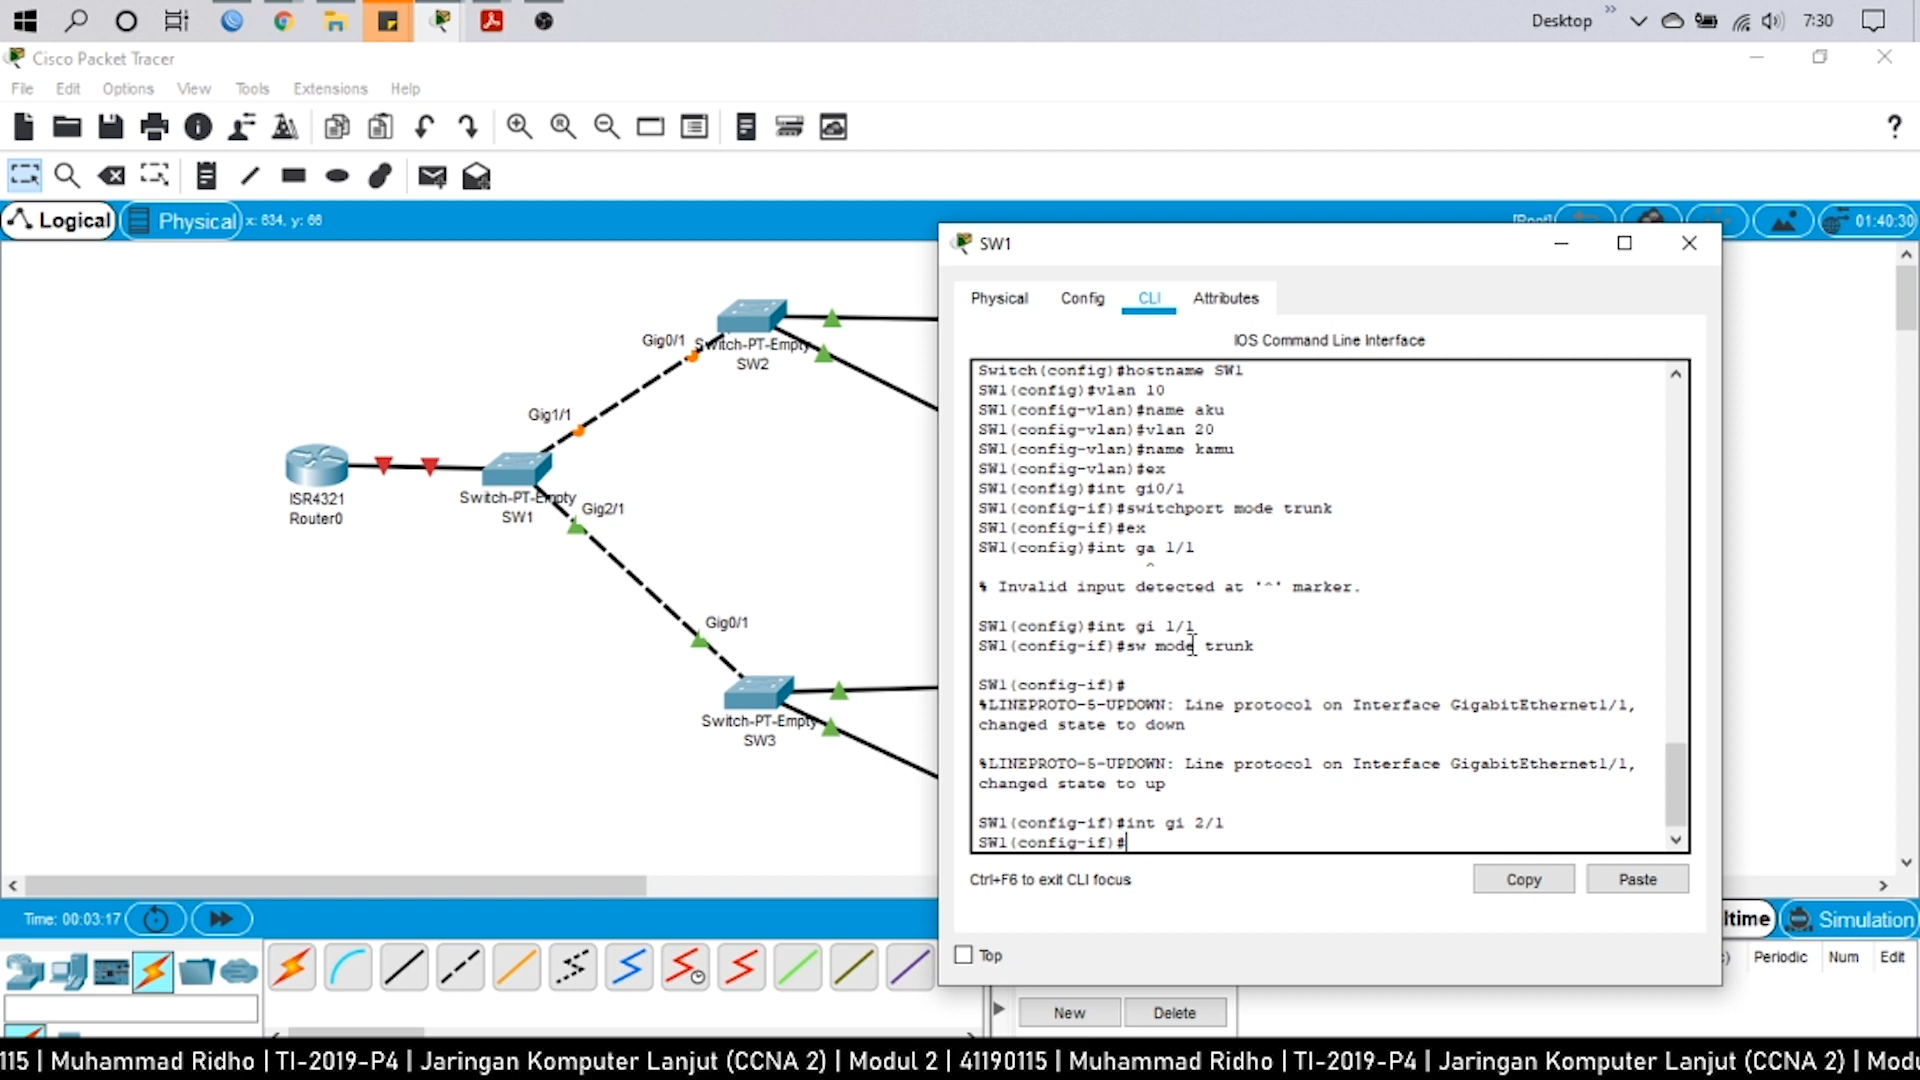 Desktop
7:30
Cisco Packet Tracer
File Edit Options View Tools Extensions Help
?
Logical
Physical
x: 634, y: 66
[Root]
01:40:30
Gig0/1
Switch-PT-Empty
SW2
Gig1/1
ISR4321
Router0
Switch-PT-Empty
SW1
Gig2/1
Gig0/1
Switch-PT-Empty
SW3
SW1
Physical Config CLI Attributes
IOS Command Line Interface
Switch(config)#hostname SW1
SW1(config)#vlan 10
SW1(config-vlan)#name aku
SW1(config-vlan)#vlan 20
SW1(config-vlan)#name kamu
SW1(config-vlan)#ex
SW1(config)#int gi0/1
SW1(config-if)#switchport mode trunk
SW1(config-if)#ex
SW1(config)#int ga 1/1
^
% Invalid input detected at '^' marker.
SW1(config)#int gi 1/1
SW1(config-if)#sw mode trunk
SW1(config-if)#
%LINEPROTO-5-UPDOWN: Line protocol on Interface GigabitEthernet1/1,
changed state to down
%LINEPROTO-5-UPDOWN: Line protocol on Interface GigabitEthernet1/1,
changed state to up
SW1(config-if)#int gi 2/1
SW1(config-if)#
Ctrl+F6 to exit CLI focus
Copy
Paste
Top
Time: 00:03:17
ltime
Simulation
:)
Periodic
Num
Edit
New
Delete
115 | Muhammad Ridho | TI-2019-P4 | Jaringan Komputer Lanjut (CCNA 2) | Modul 2 | 41190115 | Muhammad Ridho | TI-2019-P4 | Jaringan Komputer Lanjut (CCNA 2) | Modu